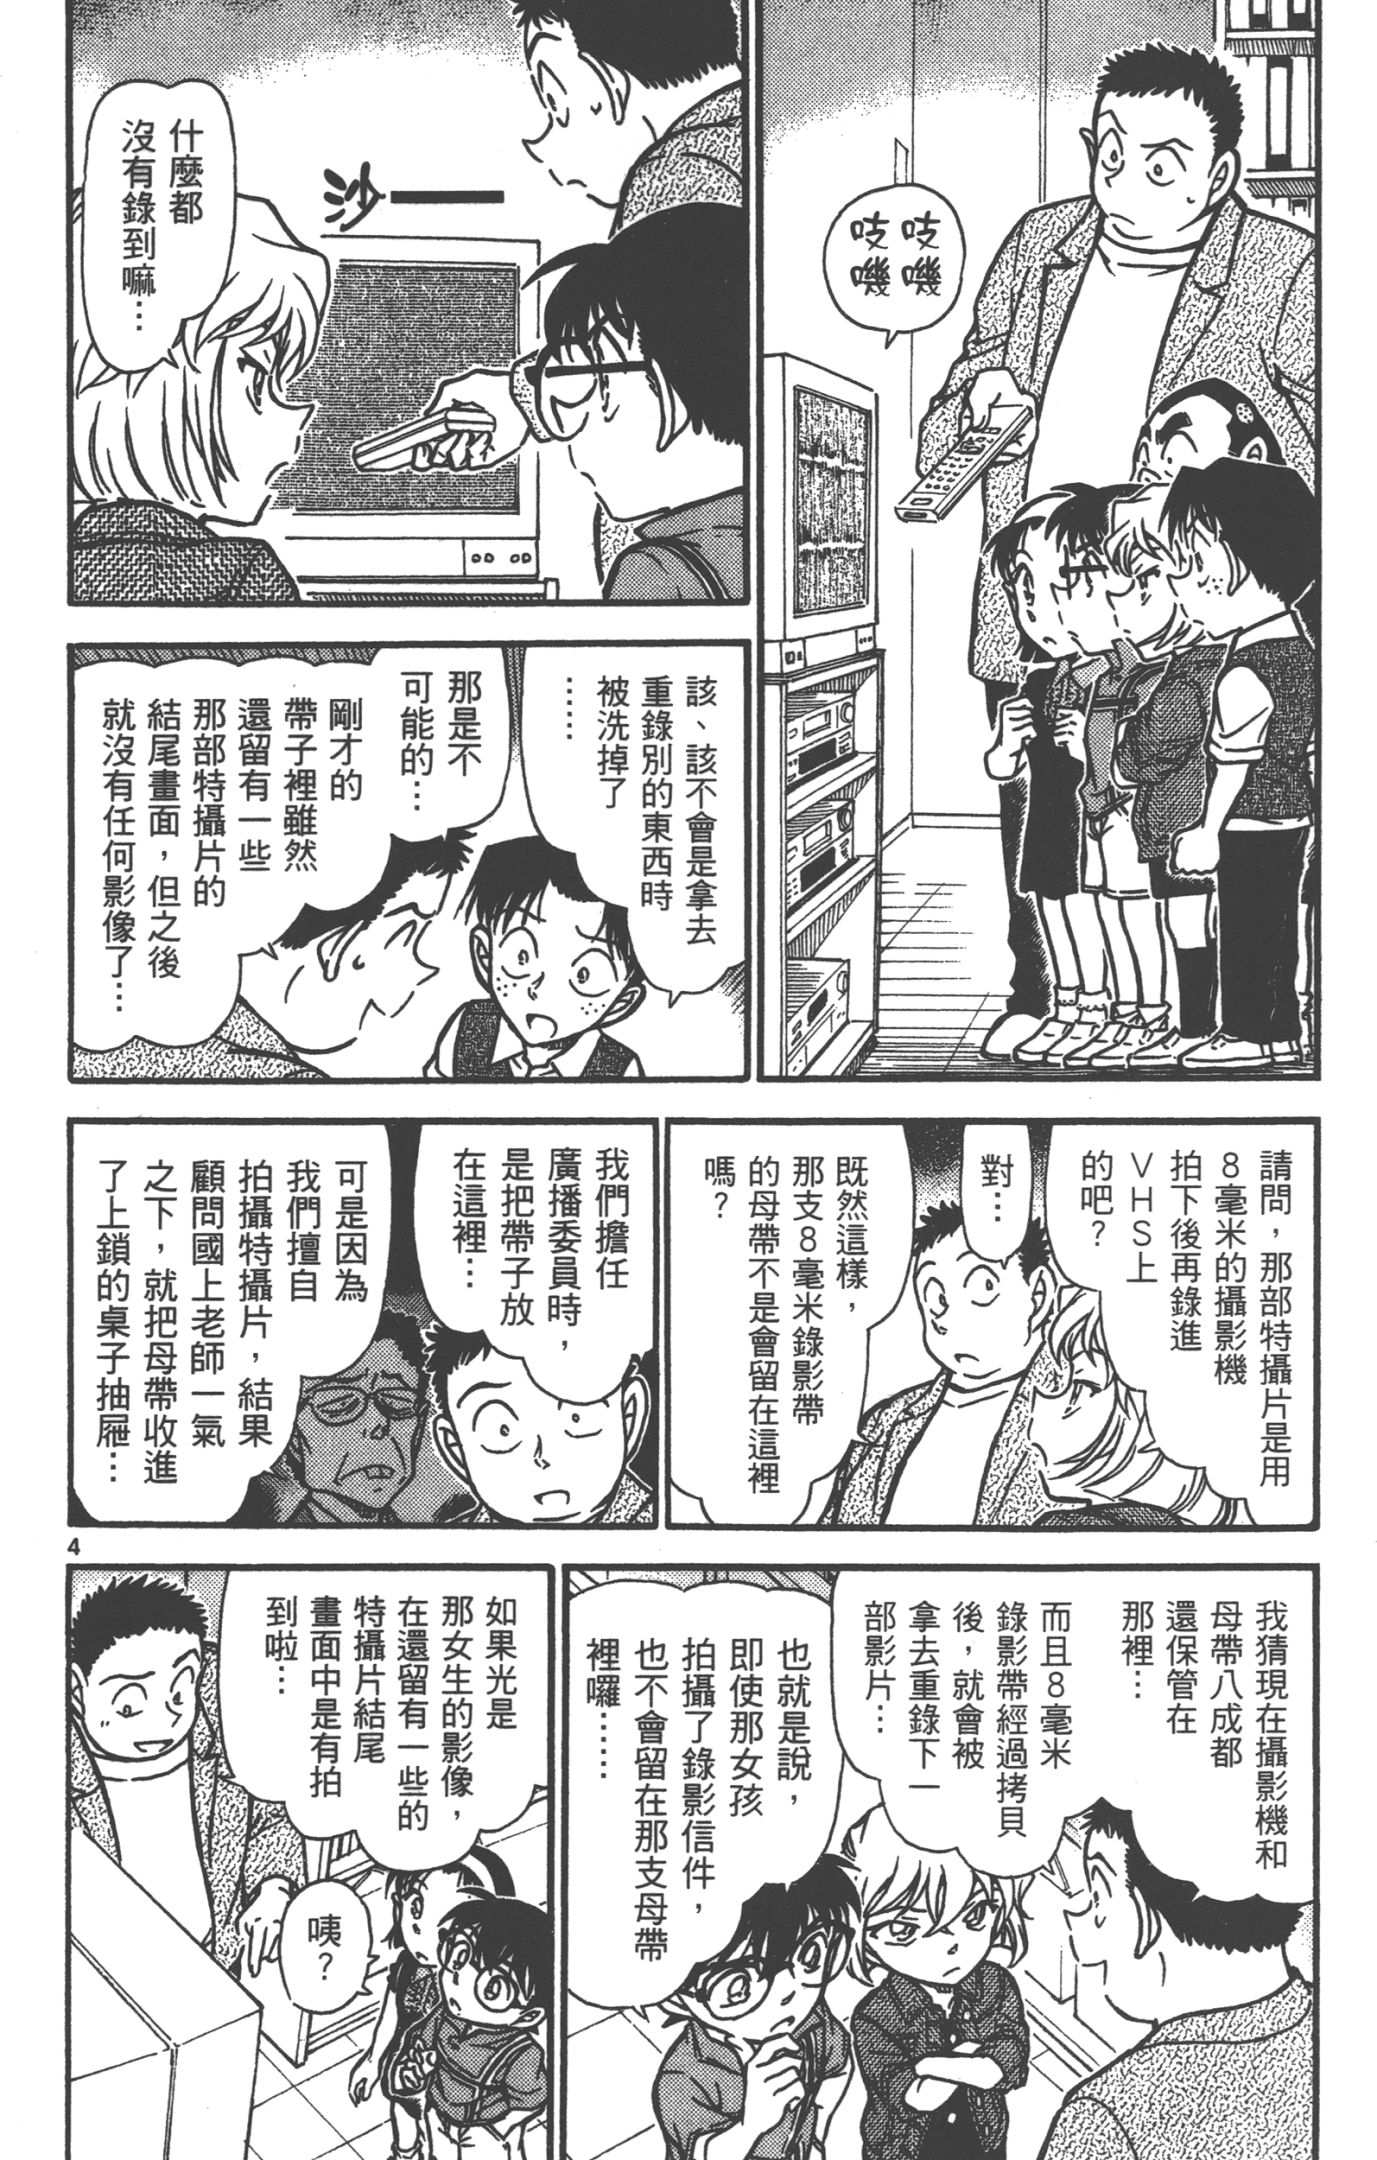 吱嘰
吱嘰
沙——
什麼都
沒有錄到嘛…
該、該不會是拿去
重錄別的東西時
被洗掉了
……
那是不
可能的…
剛才的
帶子裡雖然
還留有一些
那部特攝片的
結尾畫面，但之後
就沒有任何影像了…
請問，那部特攝片是用
８毫米的攝影機
拍下後再錄進
ＶＨＳ上
的吧？
對…
既然這樣，
那支８毫米錄影帶
的母帶不是會留在這裡
嗎？
我們擔任
廣播委員時，
是把帶子放
在這裡…
可是因為
我們擅自
拍攝特攝片，結果
顧問國上老師一氣
之下，就把母帶收進
了上鎖的桌子抽屜…
我猜現在攝影機和
母帶八成都
還保管在
那裡…
而且８毫米
錄影帶經過拷貝
後，就會被
拿去重錄下一
部影片…
也就是說，
即使那女孩
拍攝了錄影信件，
也不會留在那支母帶
裡囉……
如果光是
那女生的影像，
在還留有一些的
特攝片結尾
畫面中是有拍
到啦…
咦？
4